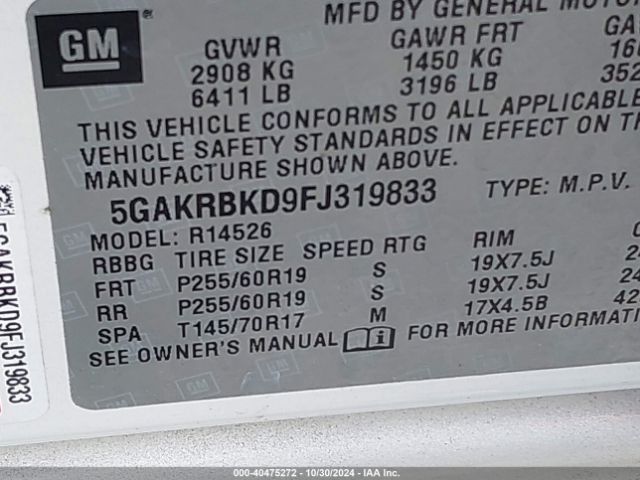 GM
MFD BY GENERAL
GVWR GAWR FRT
2908 KG 1450 KG
6411 LB 3196 LB
THIS VEHICLE CONFORMS TO ALL APPLICABLE
VEHICLE SAFETY STANDARDS IN EFFECT ON
MANUFACTURE SHOWN ABOVE.
5GAKRBKD9FJ319833 TYPE: M.P.V.
MODEL: R14526
RBBG TIRE SIZE SPEED RTG RIM
FRT P255/60R19 S 19X7.5J
RR P255/60R19 S 19X7.5J
SPA T145/70R17 M 17X4.5B
SEE OWNER'S MANUAL FOR MORE
5GAKRBKD9FJ319833
000-40475272 - 10/30/2024 - IAA Inc.